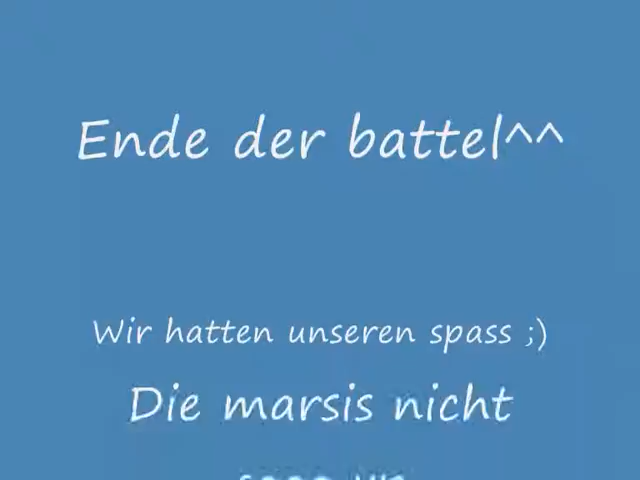 Ende der battel^^
Wir hatten unseren spass ;)
Die marsis nicht